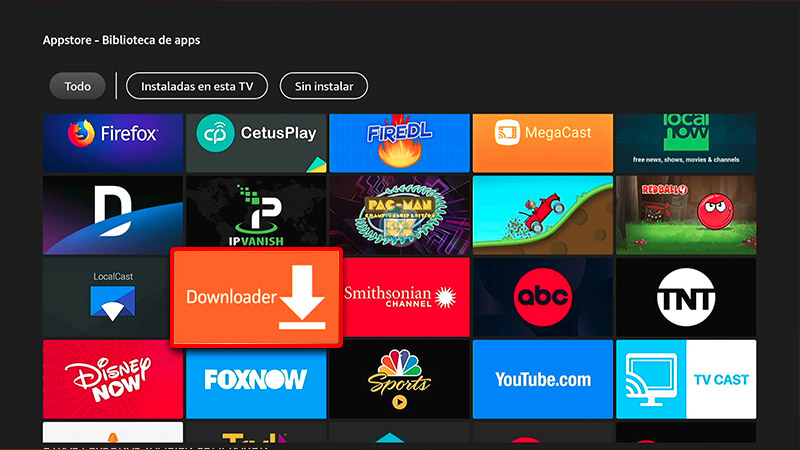 Appstore - Biblioteca de apps
Todo
Instaladas en esta TV
Sin instalar
Firefox
cp CetusPlay
FIREDL
MegaCast
local
now
free news, shows, movies & channels
D
IPVANISH
PAC-MAN
CHAMPIONSHIP EDITION
DX
RED BALL 4
LocalCast
Downloader
Smithsonian
CHANNEL
abc
TNT
Disney
NOW
FOXNOW
Sports
YouTube.com
TV CAST